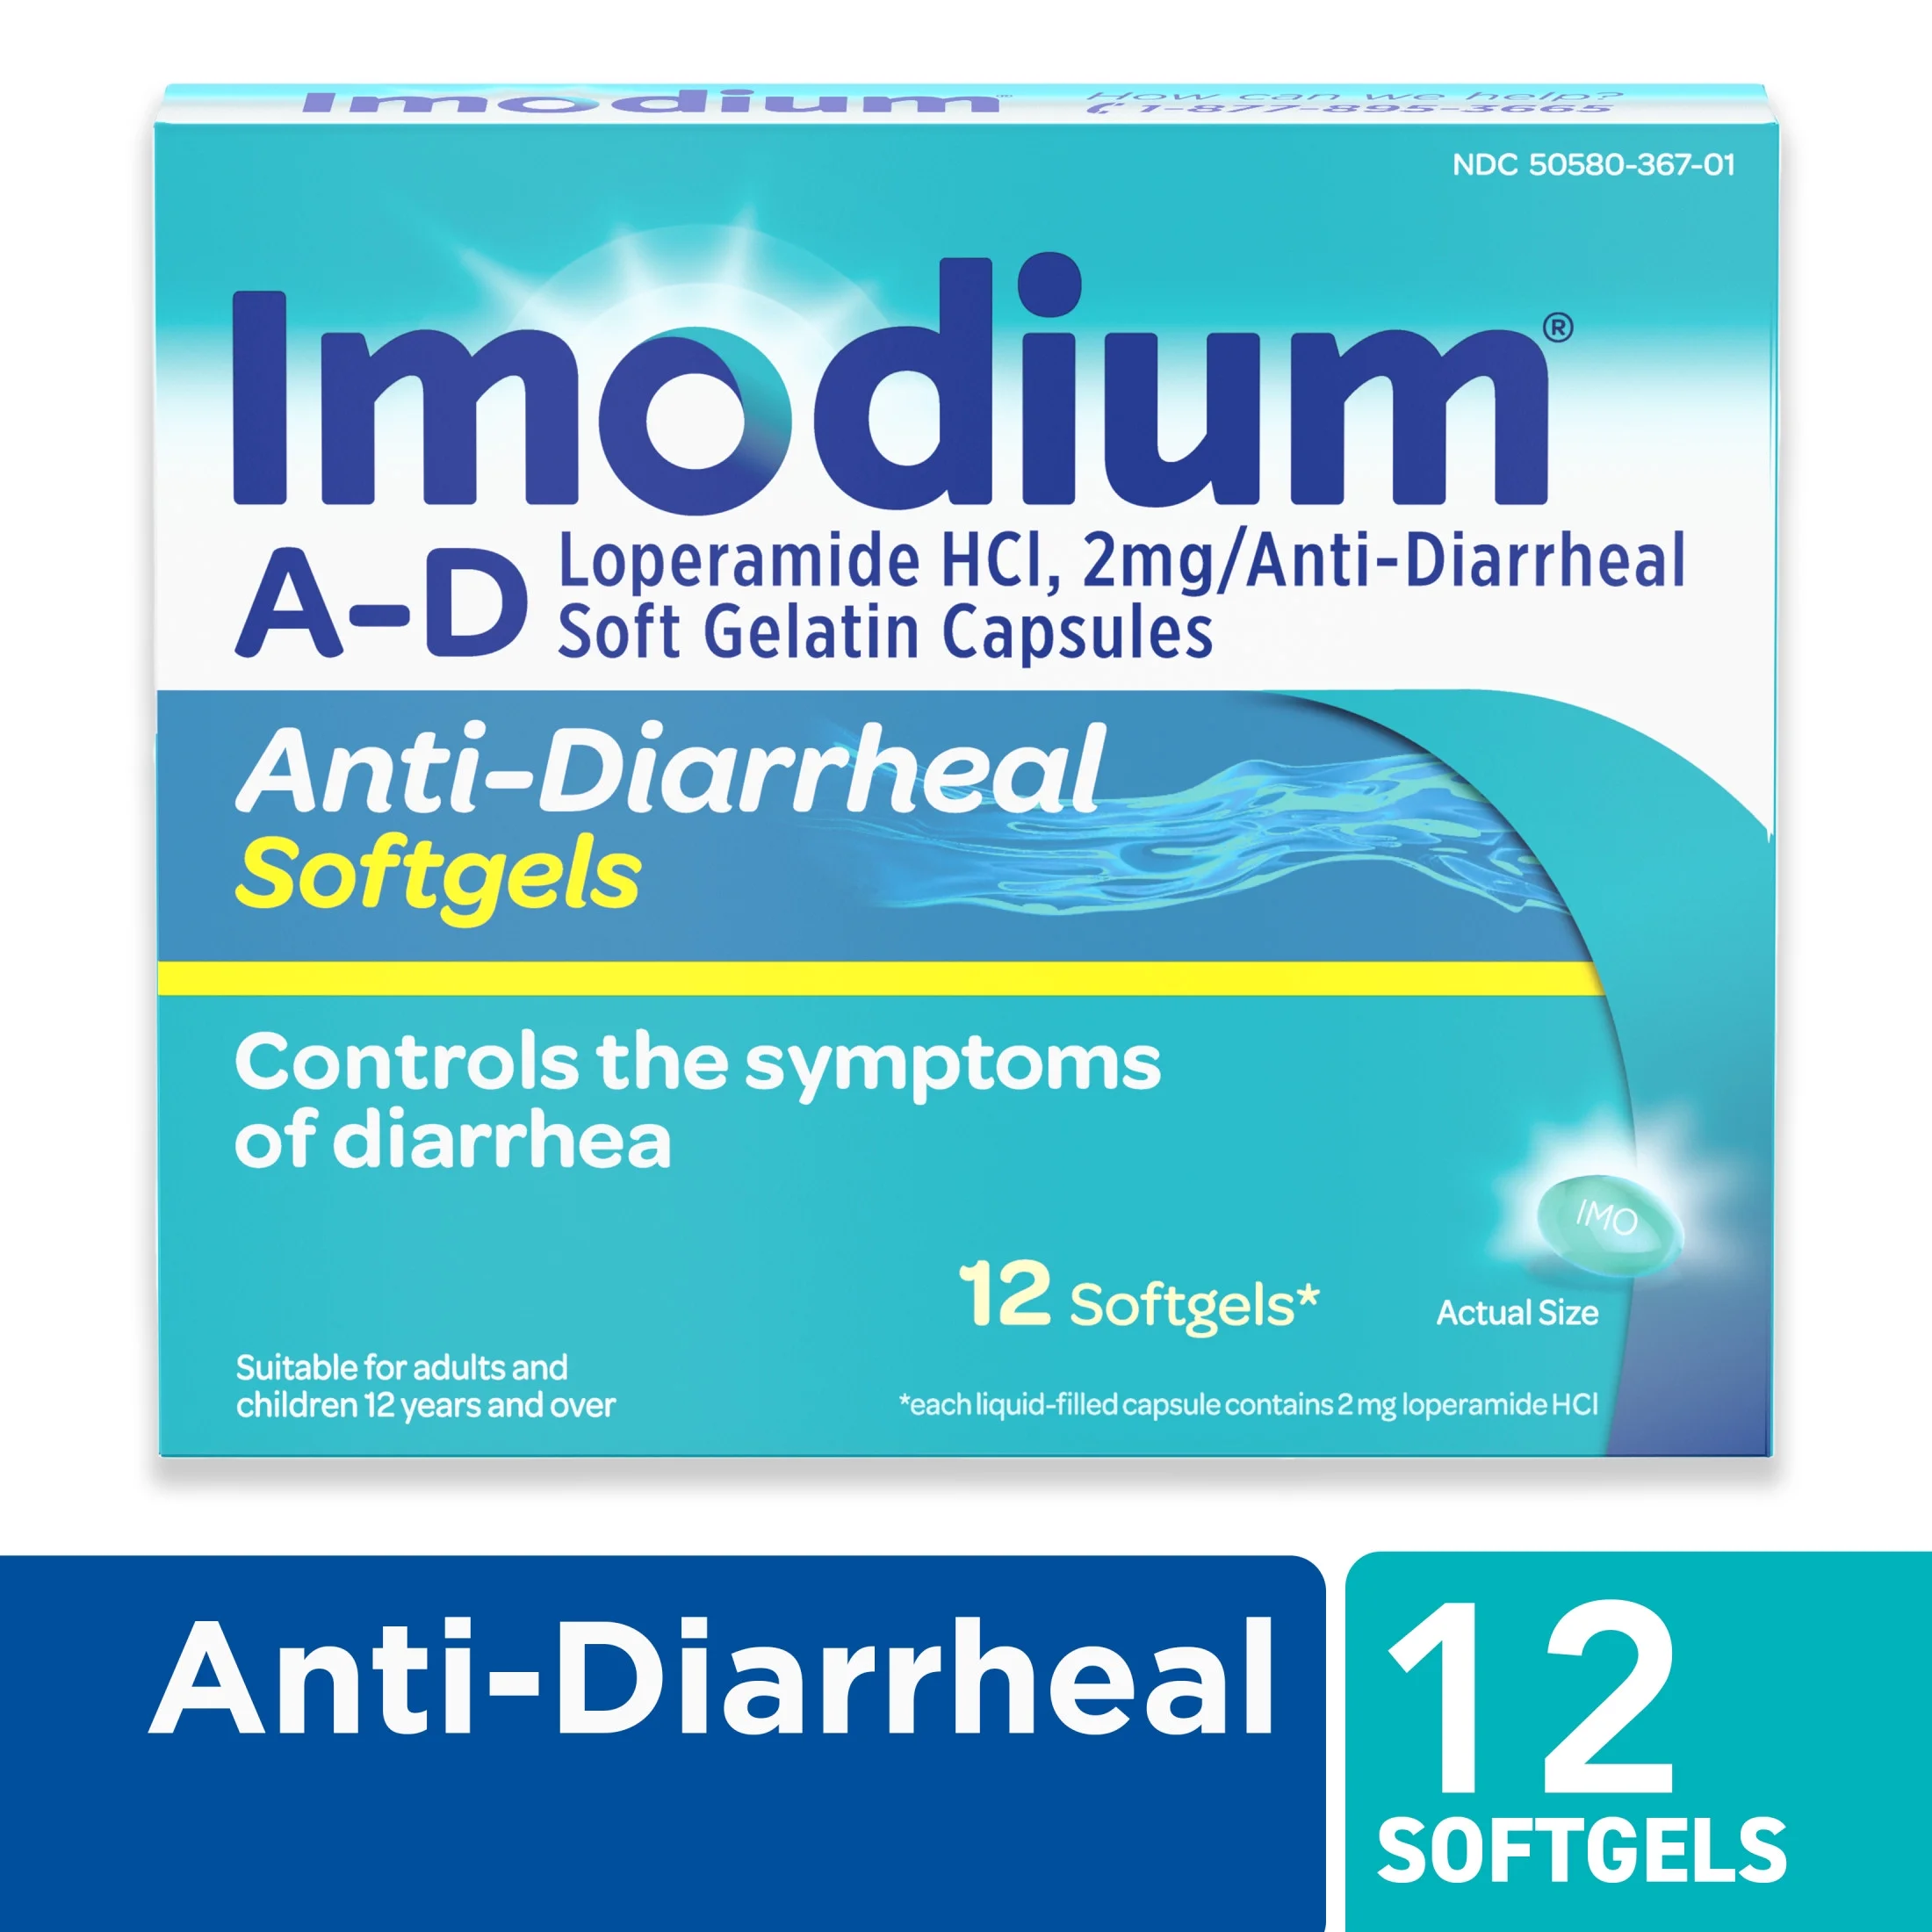 Imodium™ How can we help?
1-877-895-3665
NDC 50580-367-01
Imodium®
A-D Loperamide HCl, 2mg/Anti-Diarrheal
Soft Gelatin Capsules
Anti-Diarrheal
Softgels
Controls the symptoms
of diarrhea
IMO
12 Softgels*
Actual Size
Suitable for adults and
children 12 years and over
*each liquid-filled capsule contains 2 mg loperamide HCl
Anti-Diarrheal
12
SOFTGELS